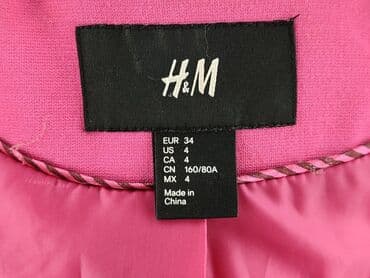 H&M
EUR 34
US 4
CA 4
CN 160/80A
MX 4
Made in
China